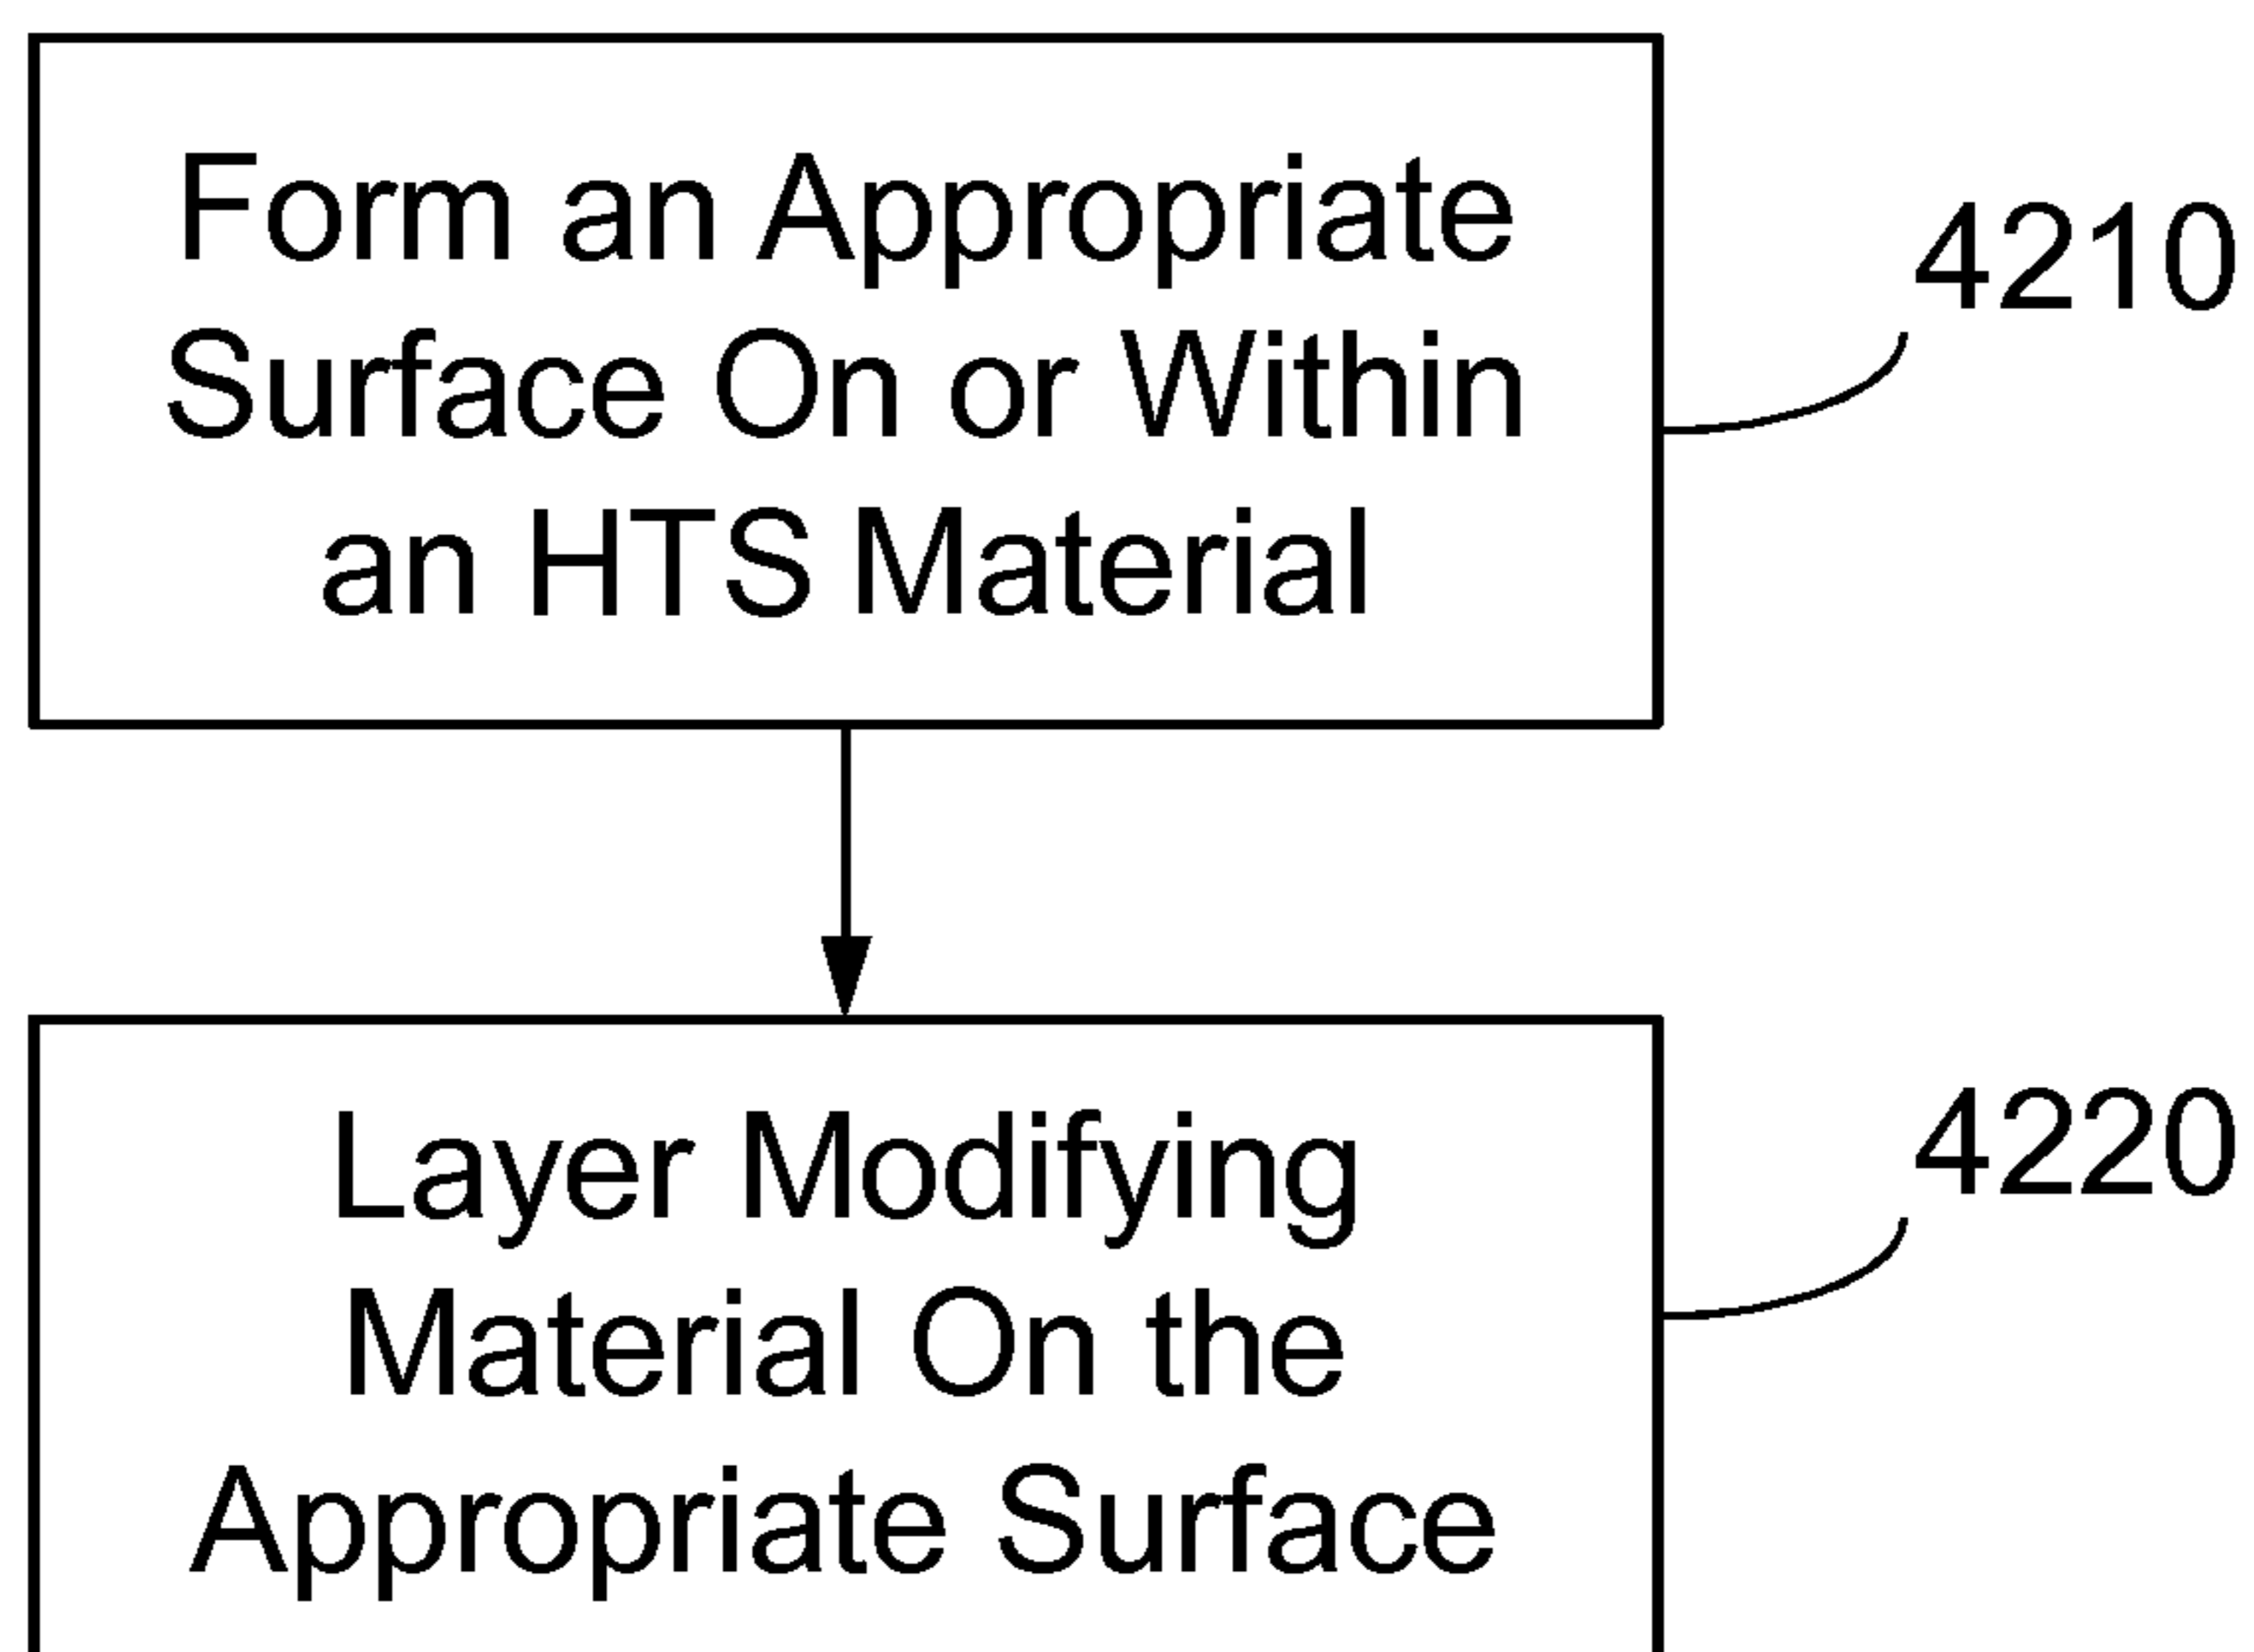 Form an Appropriate
Surface On or Within
an HTS Material
4210
Layer Modifying
Material On the
Appropriate Surface
4220